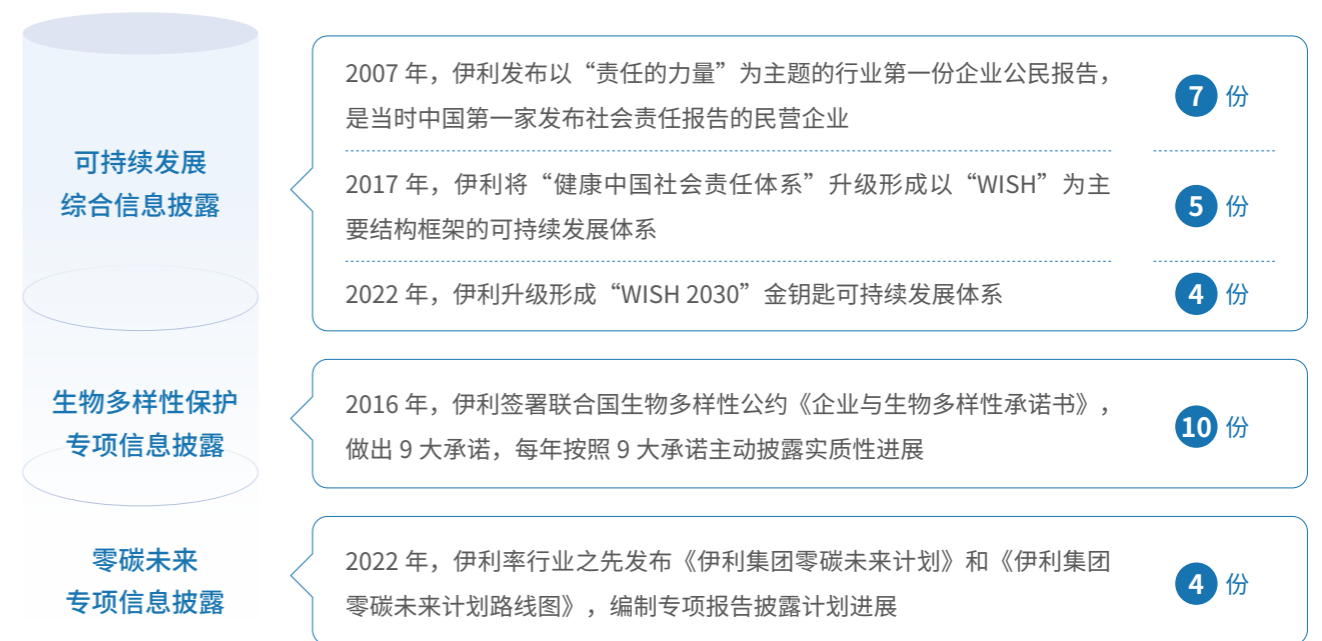 可持续发展
综合信息披露
2007 年，伊利发布以“责任的力量”为主题的行业第一份企业公民报告，
是当时中国第一家发布社会责任报告的民营企业
7 份
2017 年，伊利将“健康中国社会责任体系”升级形成以“WISH”为主
要结构框架的可持续发展体系
5 份
2022 年，伊利升级形成“WISH 2030”金钥匙可持续发展体系
4 份
生物多样性保护
专项信息披露
2016 年，伊利签署联合国生物多样性公约《企业与生物多样性承诺书》，
做出 9 大承诺，每年按照 9 大承诺主动披露实质性进展
10 份
零碳未来
专项信息披露
2022 年，伊利率行业之先发布《伊利集团零碳未来计划》和《伊利集团
零碳未来计划路线图》，编制专项报告披露计划进展
4 份